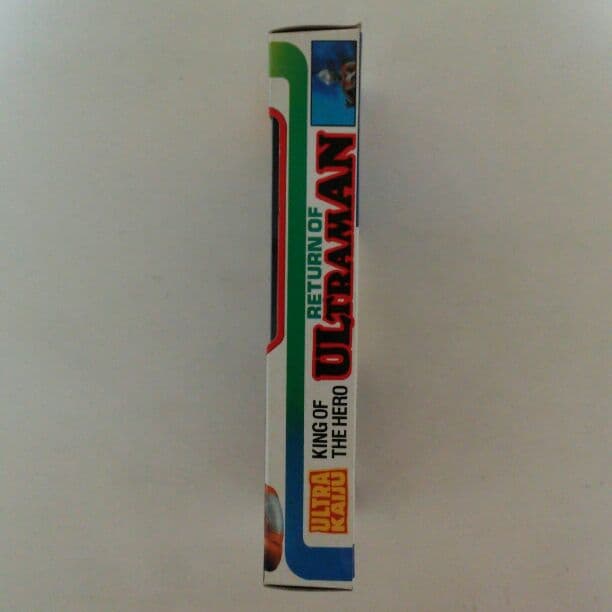 ULTRA
KAIJU
KING OF
THE HERO
RETURN OF
ULTRAMAN